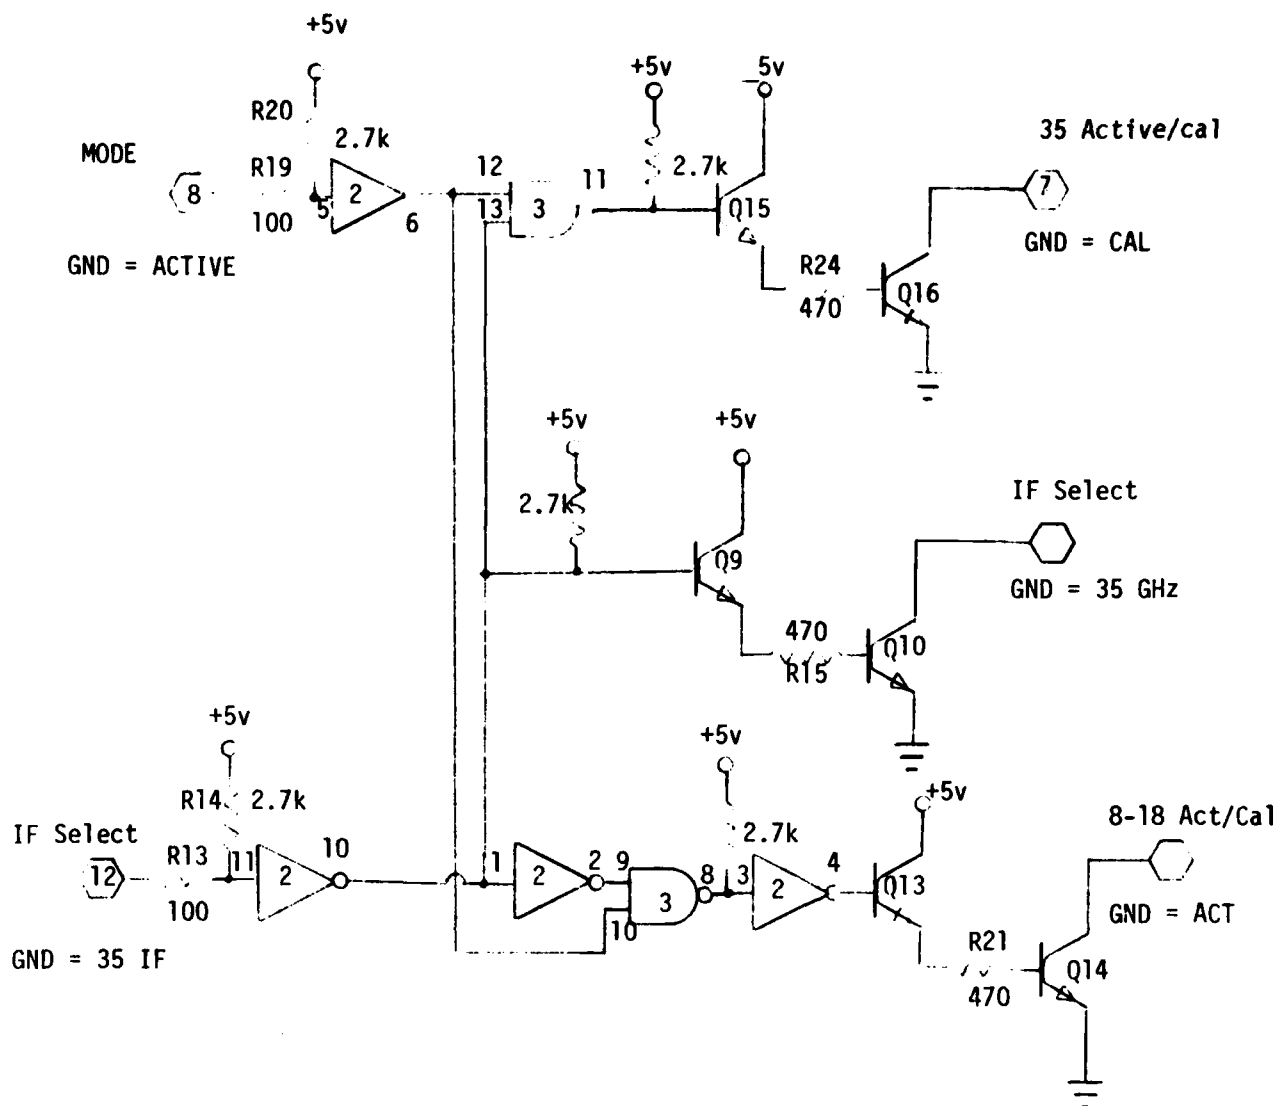 +5v
R20
2.7k
MODE
8
R19
100
5
2
6
GND = ACTIVE
12
13
3
11
+5v
2.7k
5v
Q15
R24
470
Q16
35 Active/cal
7
GND = CAL
+5v
2.7k
+5v
Q9
470
R15
Q10
IF Select
GND = 35 GHz
+5v
R14
2.7k
IF Select
12
R13
100
11
2
10
GND = 35 IF
1
2
2
9
10
3
8
+5v
2.7k
3
2
4
+5v
Q13
R21
470
Q14
8-18 Act/Cal
GND = ACT